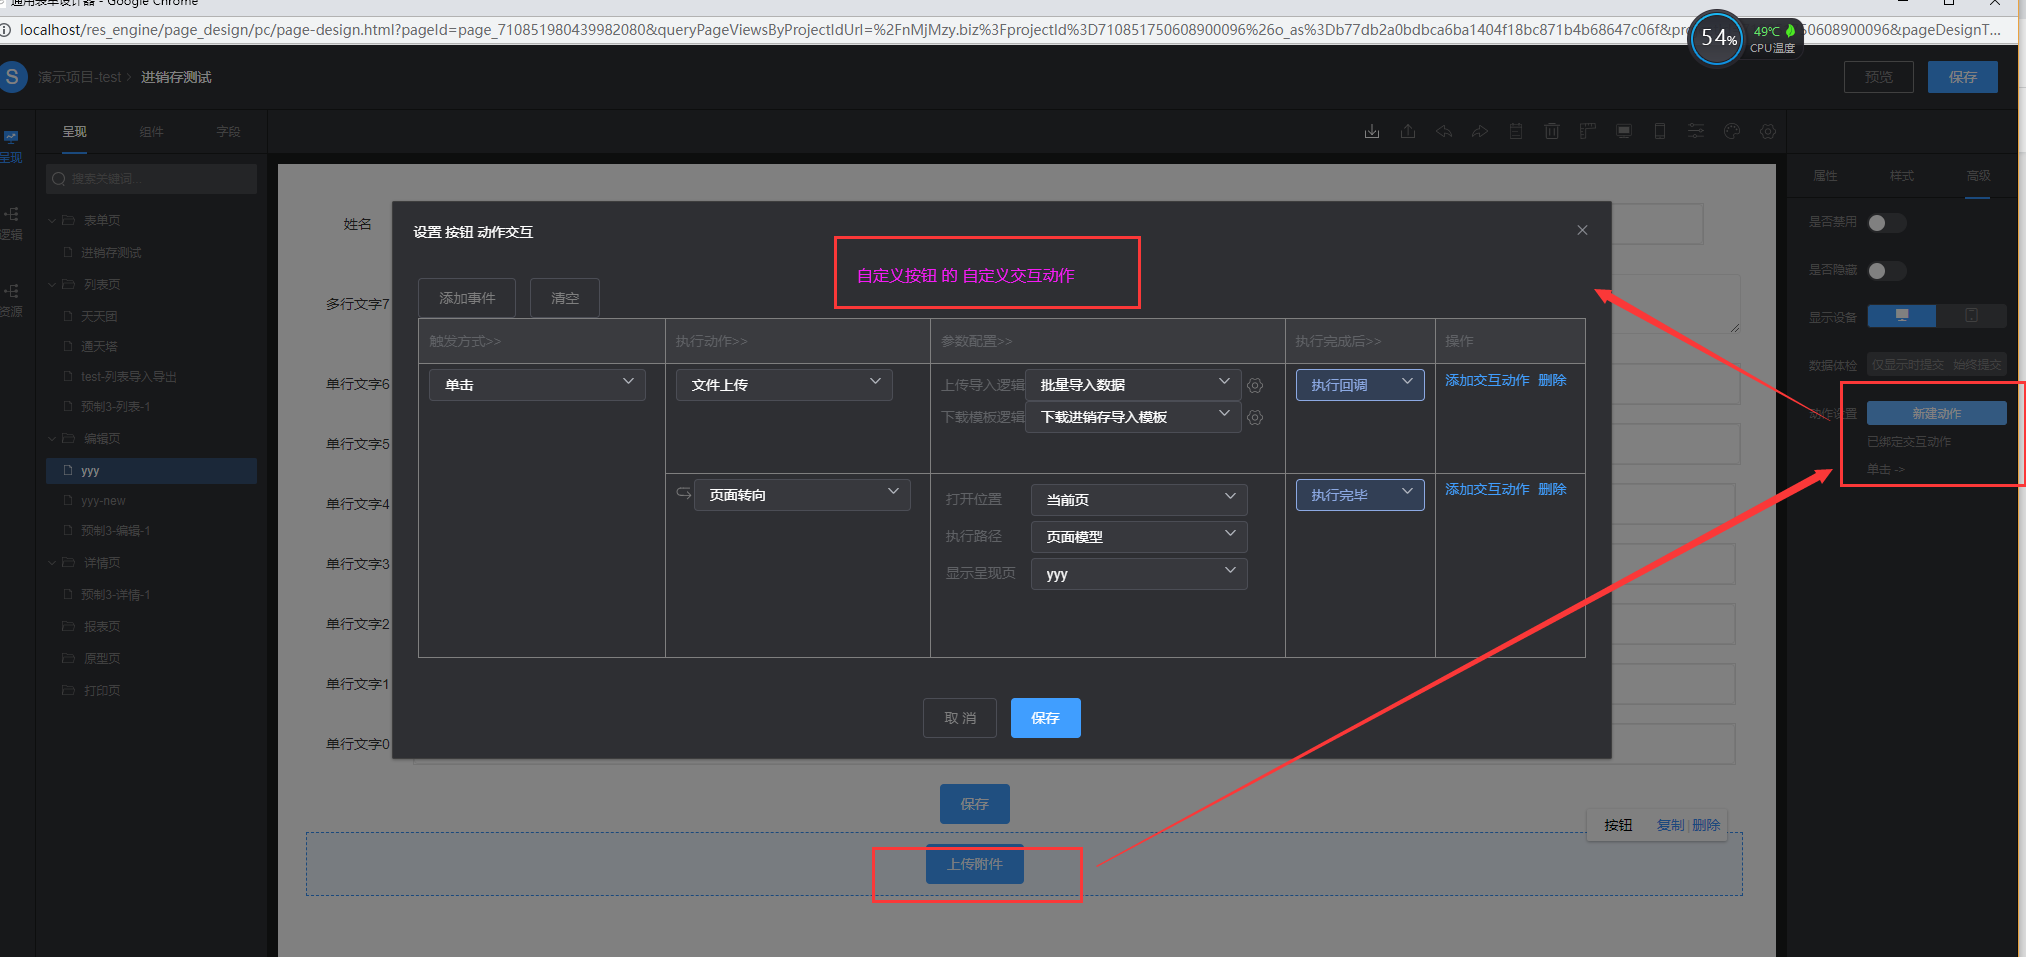 通用表单设计器 - Google Chrome
localhost/res_engine/page_design/pc/page-design.html?pageId=page_710851980439982080&queryPageViewsByProjectIdUrl=%2FnMjMzy.biz%3FprojectId%3D710851750608900096%26o_as%3Db77db2a0bdbca6ba1404f18bc871b4b68647c06f&pro
50608900096&pageDesignT...
54%
49℃
CPU温度
S
演示项目-test
进销存测试
预览
保存
呈现
组件
字段
呈现
逻辑
资源
搜索关键词...
表单页
进销存测试
列表页
天天团
通天塔
test-列表导入导出
预制3-列表-1
编辑页
yyy
yyy-new
预制3-编辑-1
详情页
预制3-详情-1
报表页
原型页
打印页
姓名
多行文字7
单行文字6
单行文字5
单行文字4
单行文字3
单行文字2
单行文字1
单行文字0
设置 按钮 动作交互
自定义按钮 的 自定义交互动作
添加事件
清空
触发方式>>
执行动作>>
参数配置>>
执行完成后>>
操作
单击
文件上传
上传导入逻辑
批量导入数据
下载模板逻辑
下载进销存导入模板
执行回调
添加交互动作 删除
页面转向
打开位置
当前页
执行路径
页面模型
显示呈现页
yyy
执行完毕
添加交互动作 删除
取 消
保存
保存
上传附件
按钮
复制|删除
属性
样式
高级
是否禁用
是否隐藏
显示设备
数据体检
仅显示时提交
始终提交
动作设置
新建动作
已绑定交互动作
单击 ->